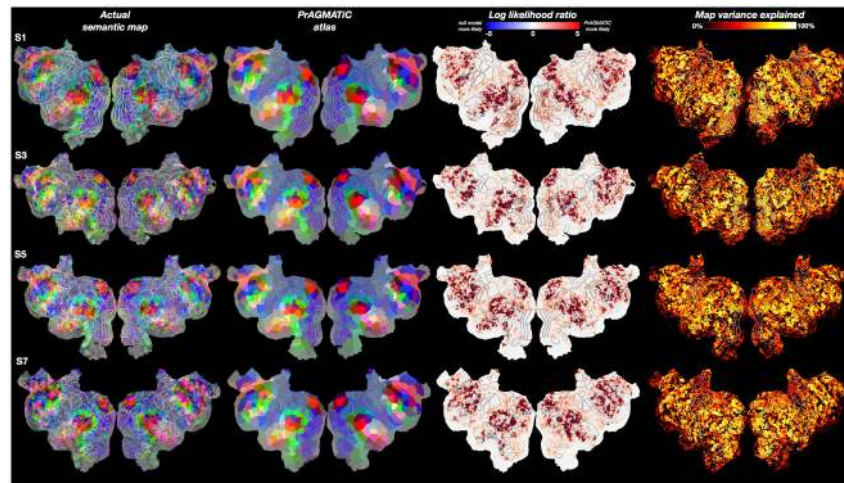 Actual
semantic map
PrAGMATiC
atlas
Log likelihood ratio
null model
more likely
-5
0
5
PrAGMATiC
more likely
Map variance explained
0%
100%
S1
S3
S5
S7